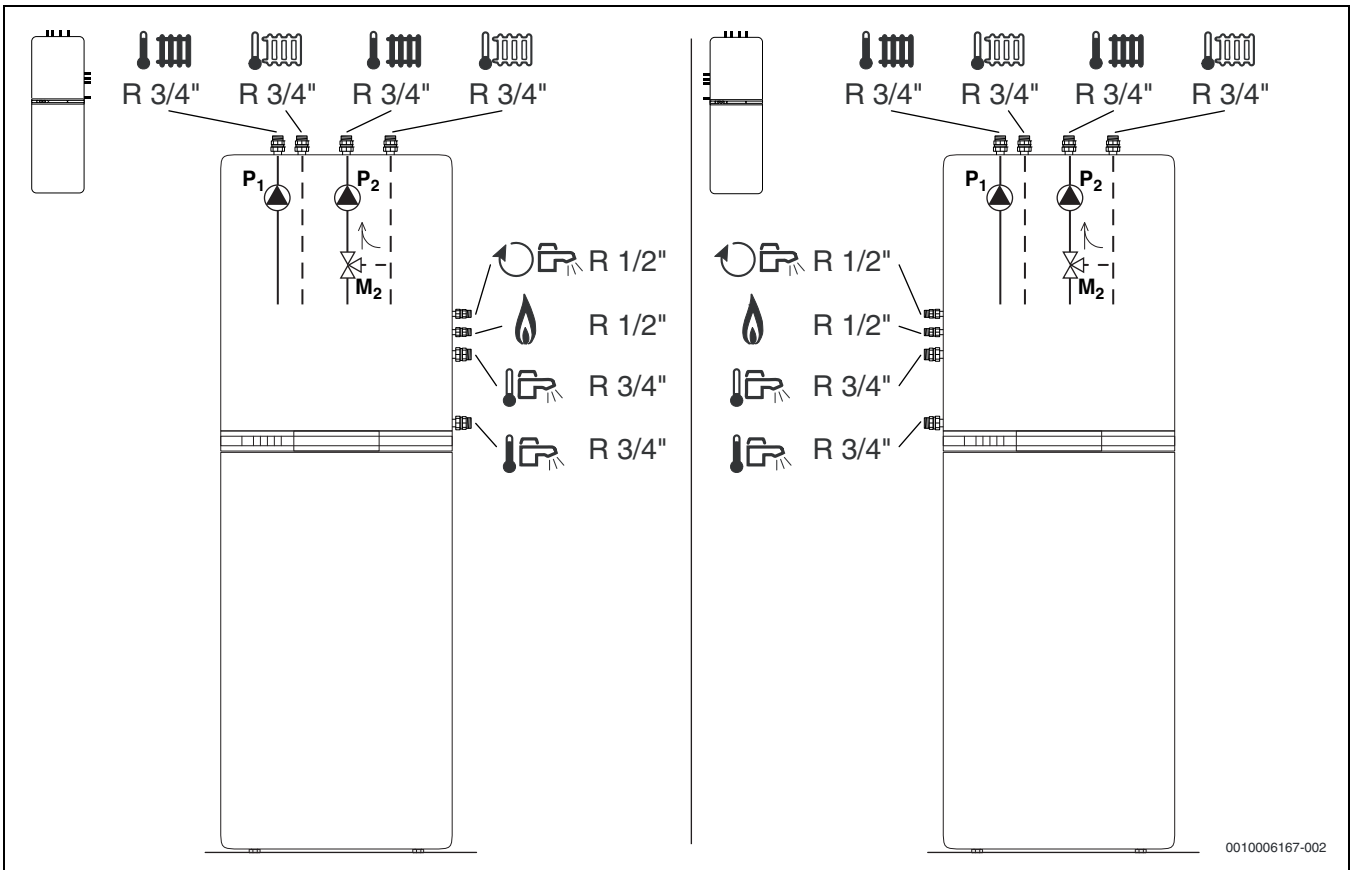 R 3/4" R 3/4" R 3/4" R 3/4"
P1 P2
M2
R 1/2"
R 1/2"
R 3/4"
R 3/4"
R 3/4" R 3/4" R 3/4" R 3/4"
P1 P2
M2
R 1/2"
R 1/2"
R 3/4"
R 3/4"
0010006167-002